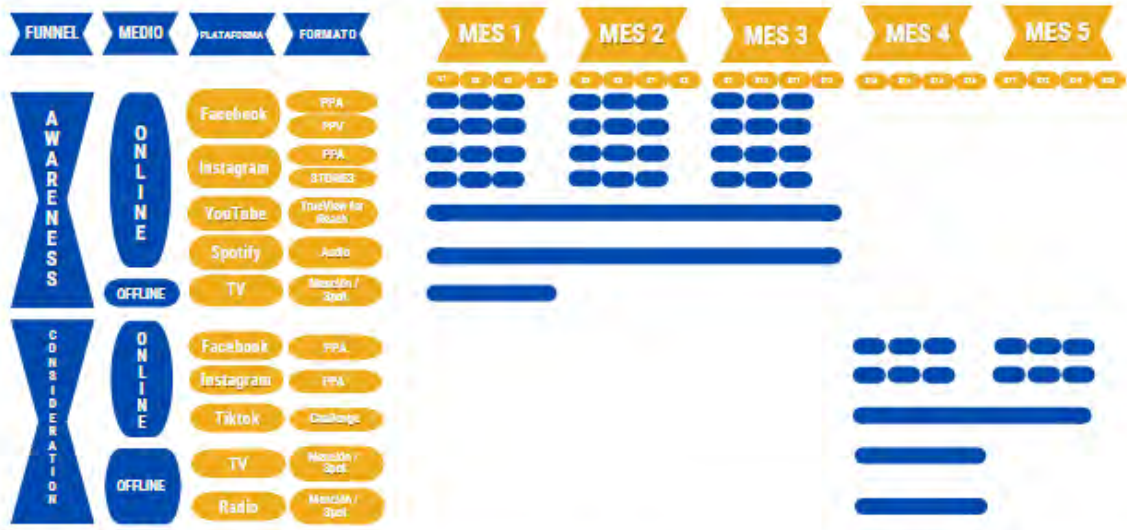 FUNNEL MEDIO PLATAFORMA FORMATO MES 1 MES 2 MES 3 MES 4 MES 5
AWARENESS
ONLINE
Facebook
PPA
PPV
Instagram
PPA
STORIES
YouTube
TrueView for
Reach
Spotify
Audio
OFFLINE
TV
Mención /
Spot
CONSIDERATION
ONLINE
Facebook
PPA
Instagram
PPA
Tiktok
Challenge
OFFLINE
TV
Mención /
Spot
Radio
Mención /
Spot